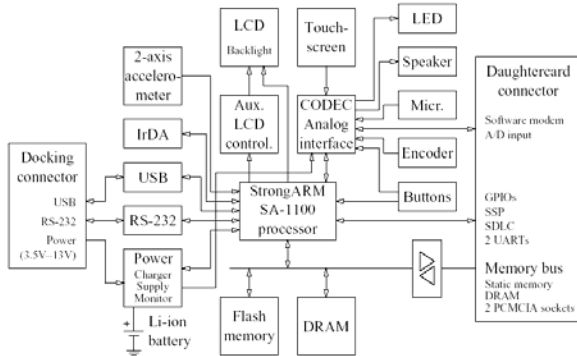 LCD
Backlight
Touch-
screen
LED
Speaker
Micr.
Encoder
Buttons
2-axis
accelero-
meter
IrDA
Aux.
LCD
control.
CODEC
Analog
interface
Daughtercard
connector
Software modem
A/D input
GPIOs
SSP
SDLC
2 UARTs
Memory bus
Static memory
DRAM
2 PCMCIA sockets
Docking
connector
USB
RS-232
Power
(3.5V–13V)
USB
RS-232
StrongARM
SA-1100
processor
Power
Charger
Supply
Monitor
+
Li-ion
battery
Flash
memory
DRAM